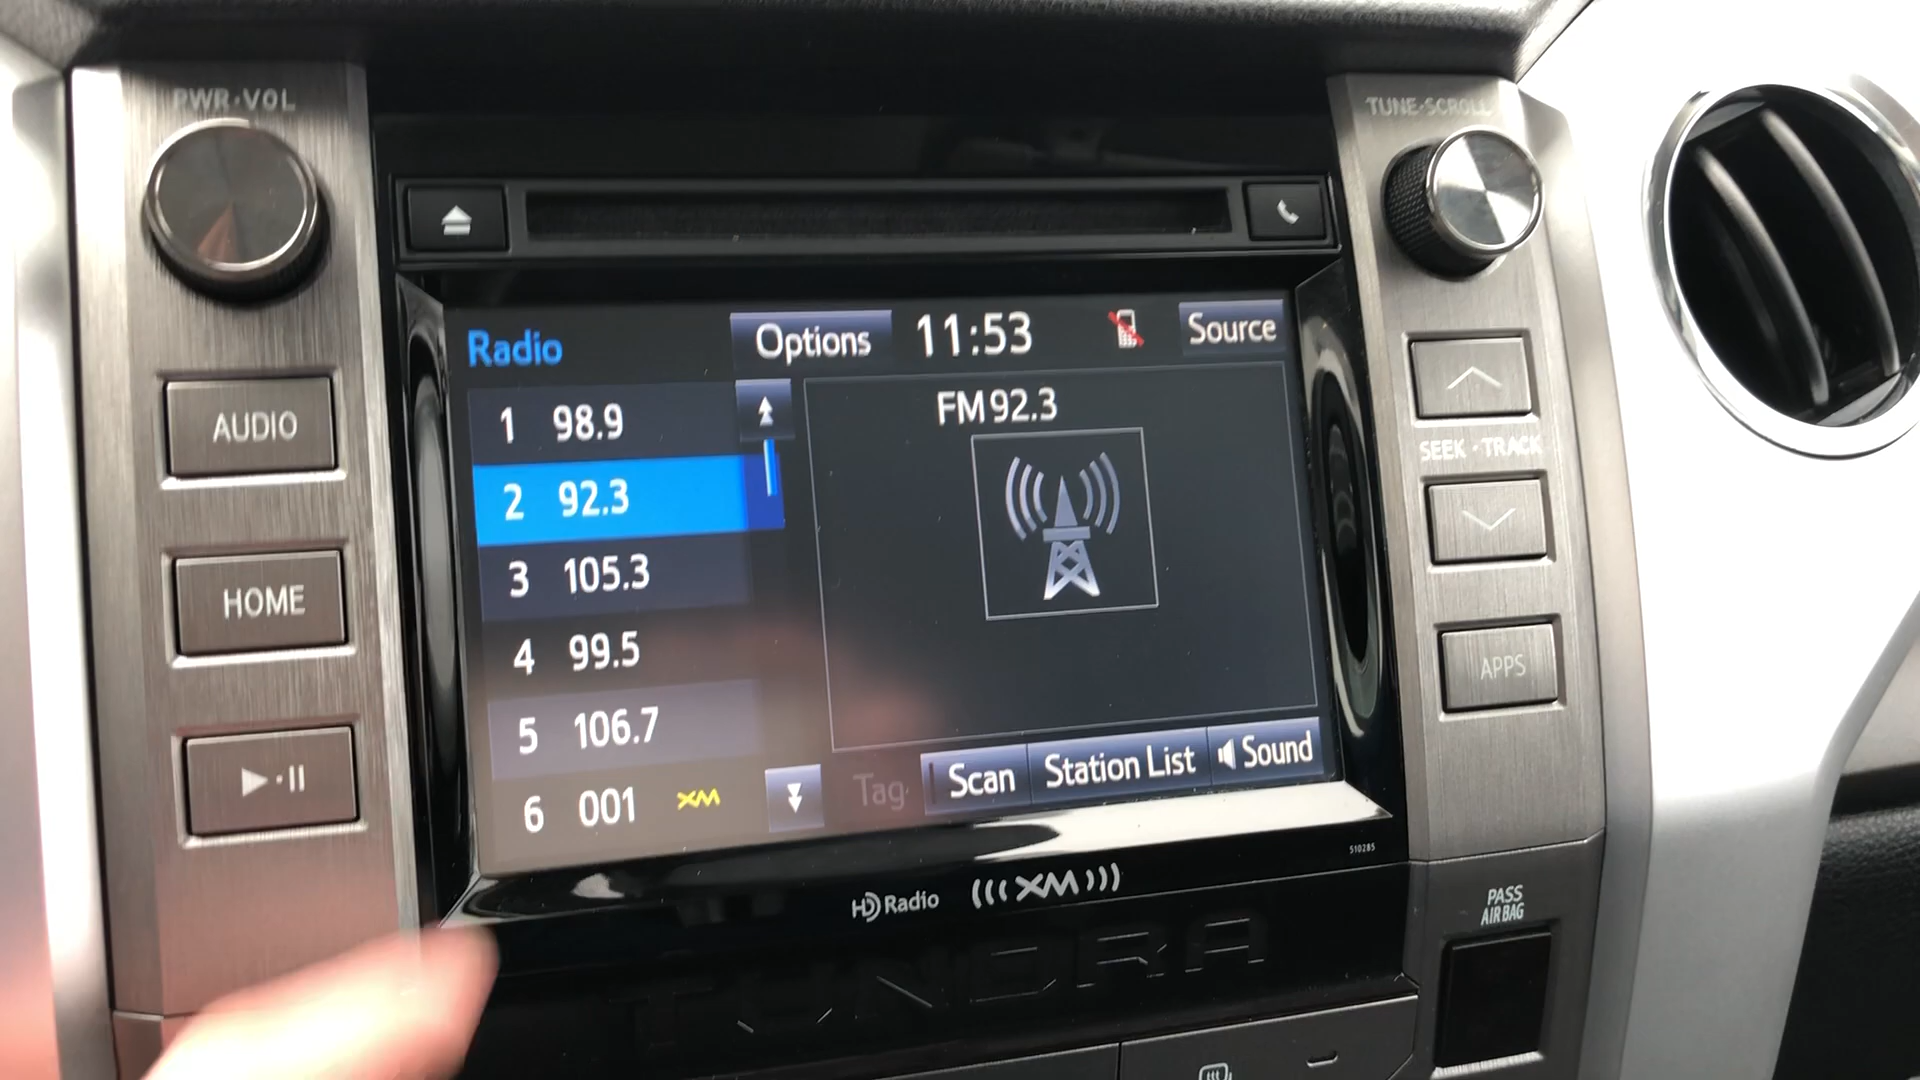 PWR·VOL
TUNE·SCROLL
Radio
Options
11:53
Source
1 98.9
FM 92.3
2 92.3
3 105.3
4 99.5
5 106.7
6 001 XM
Tag
Scan
Station List
Sound
AUDIO
HOME
SEEK·TRACK
APPS
510285
HD Radio
XM
TUNDRA
PASS
AIR BAG